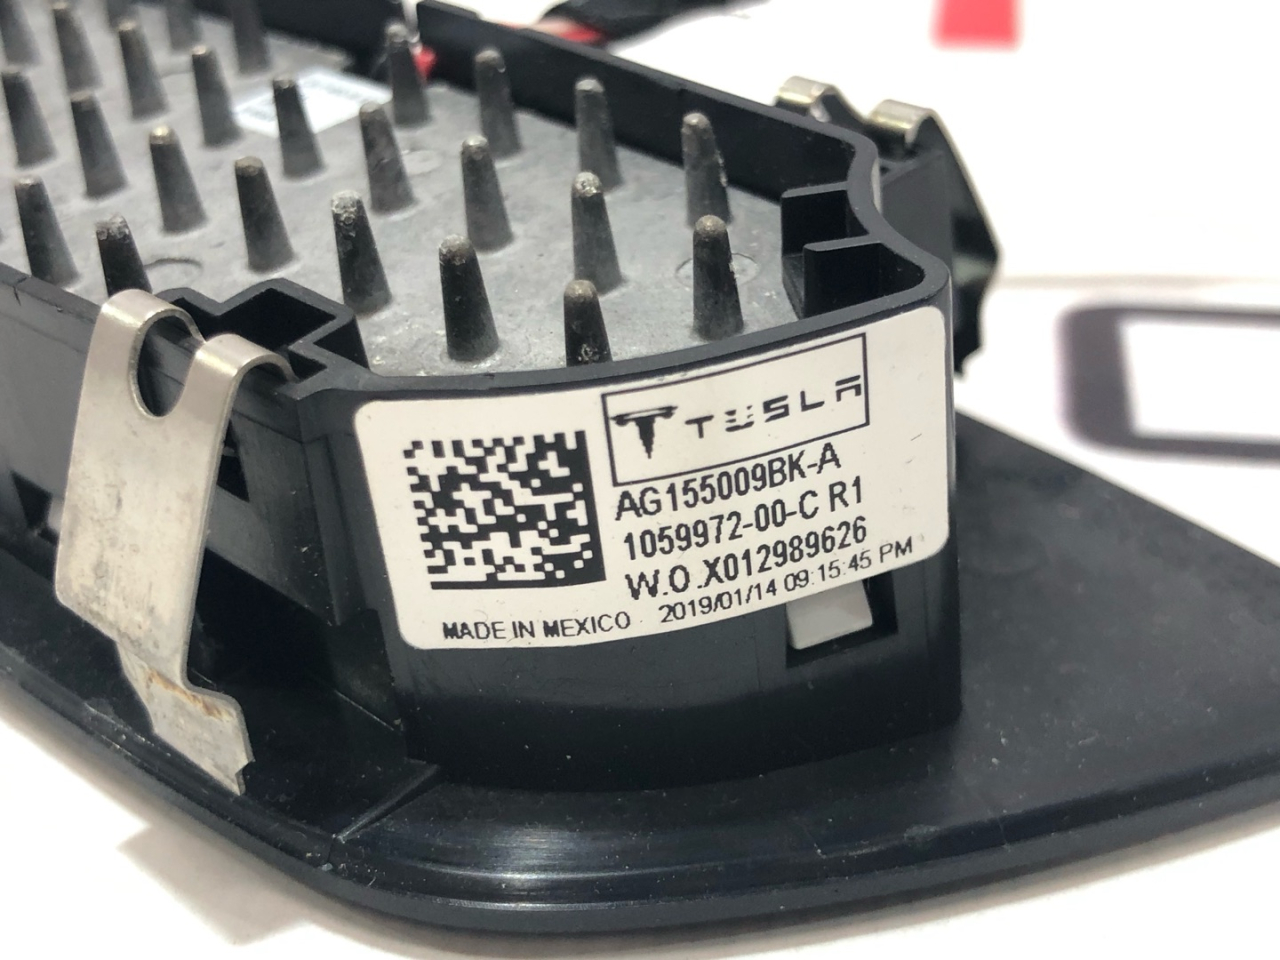 TESLA
AG155009BK-A
1059972-00-C R1
W.O.X012989626
2019/01/14 09:15:45 PM
MADE IN MEXICO